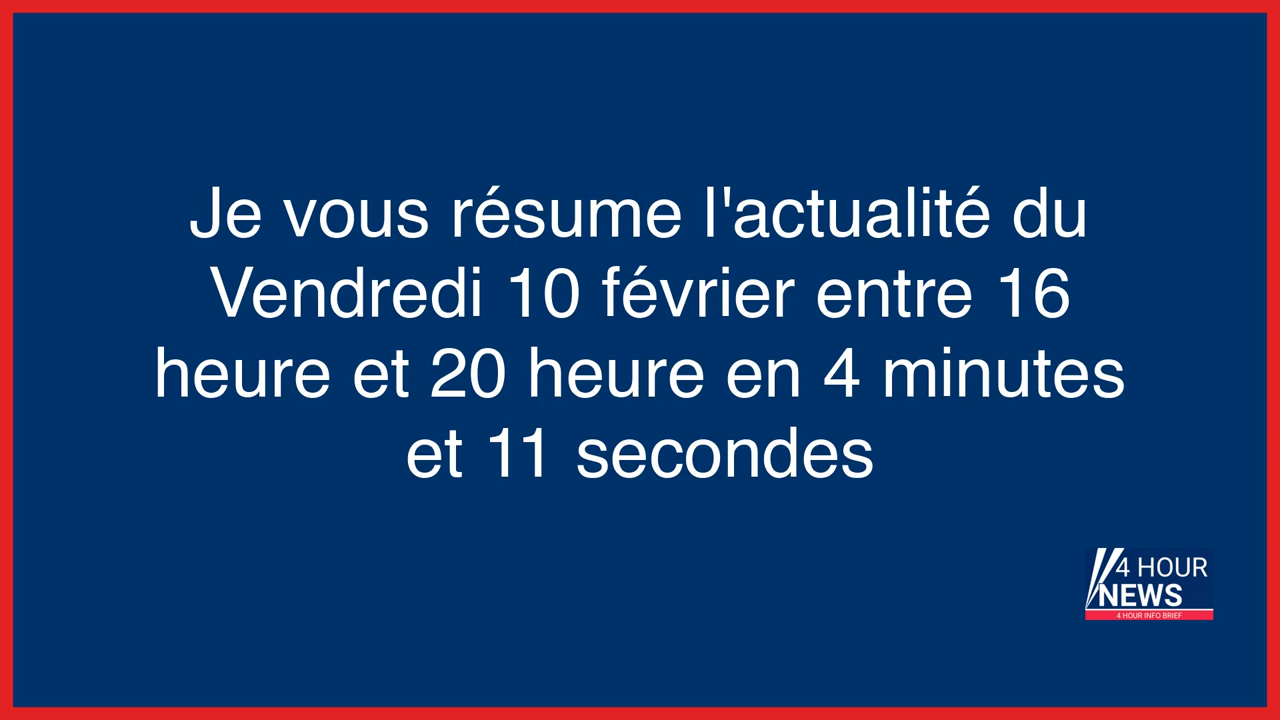 Je vous résume l'actualité du
Vendredi 10 février entre 16
heure et 20 heure en 4 minutes
et 11 secondes
4 HOUR
NEWS
4 HOUR INFO BRIEF